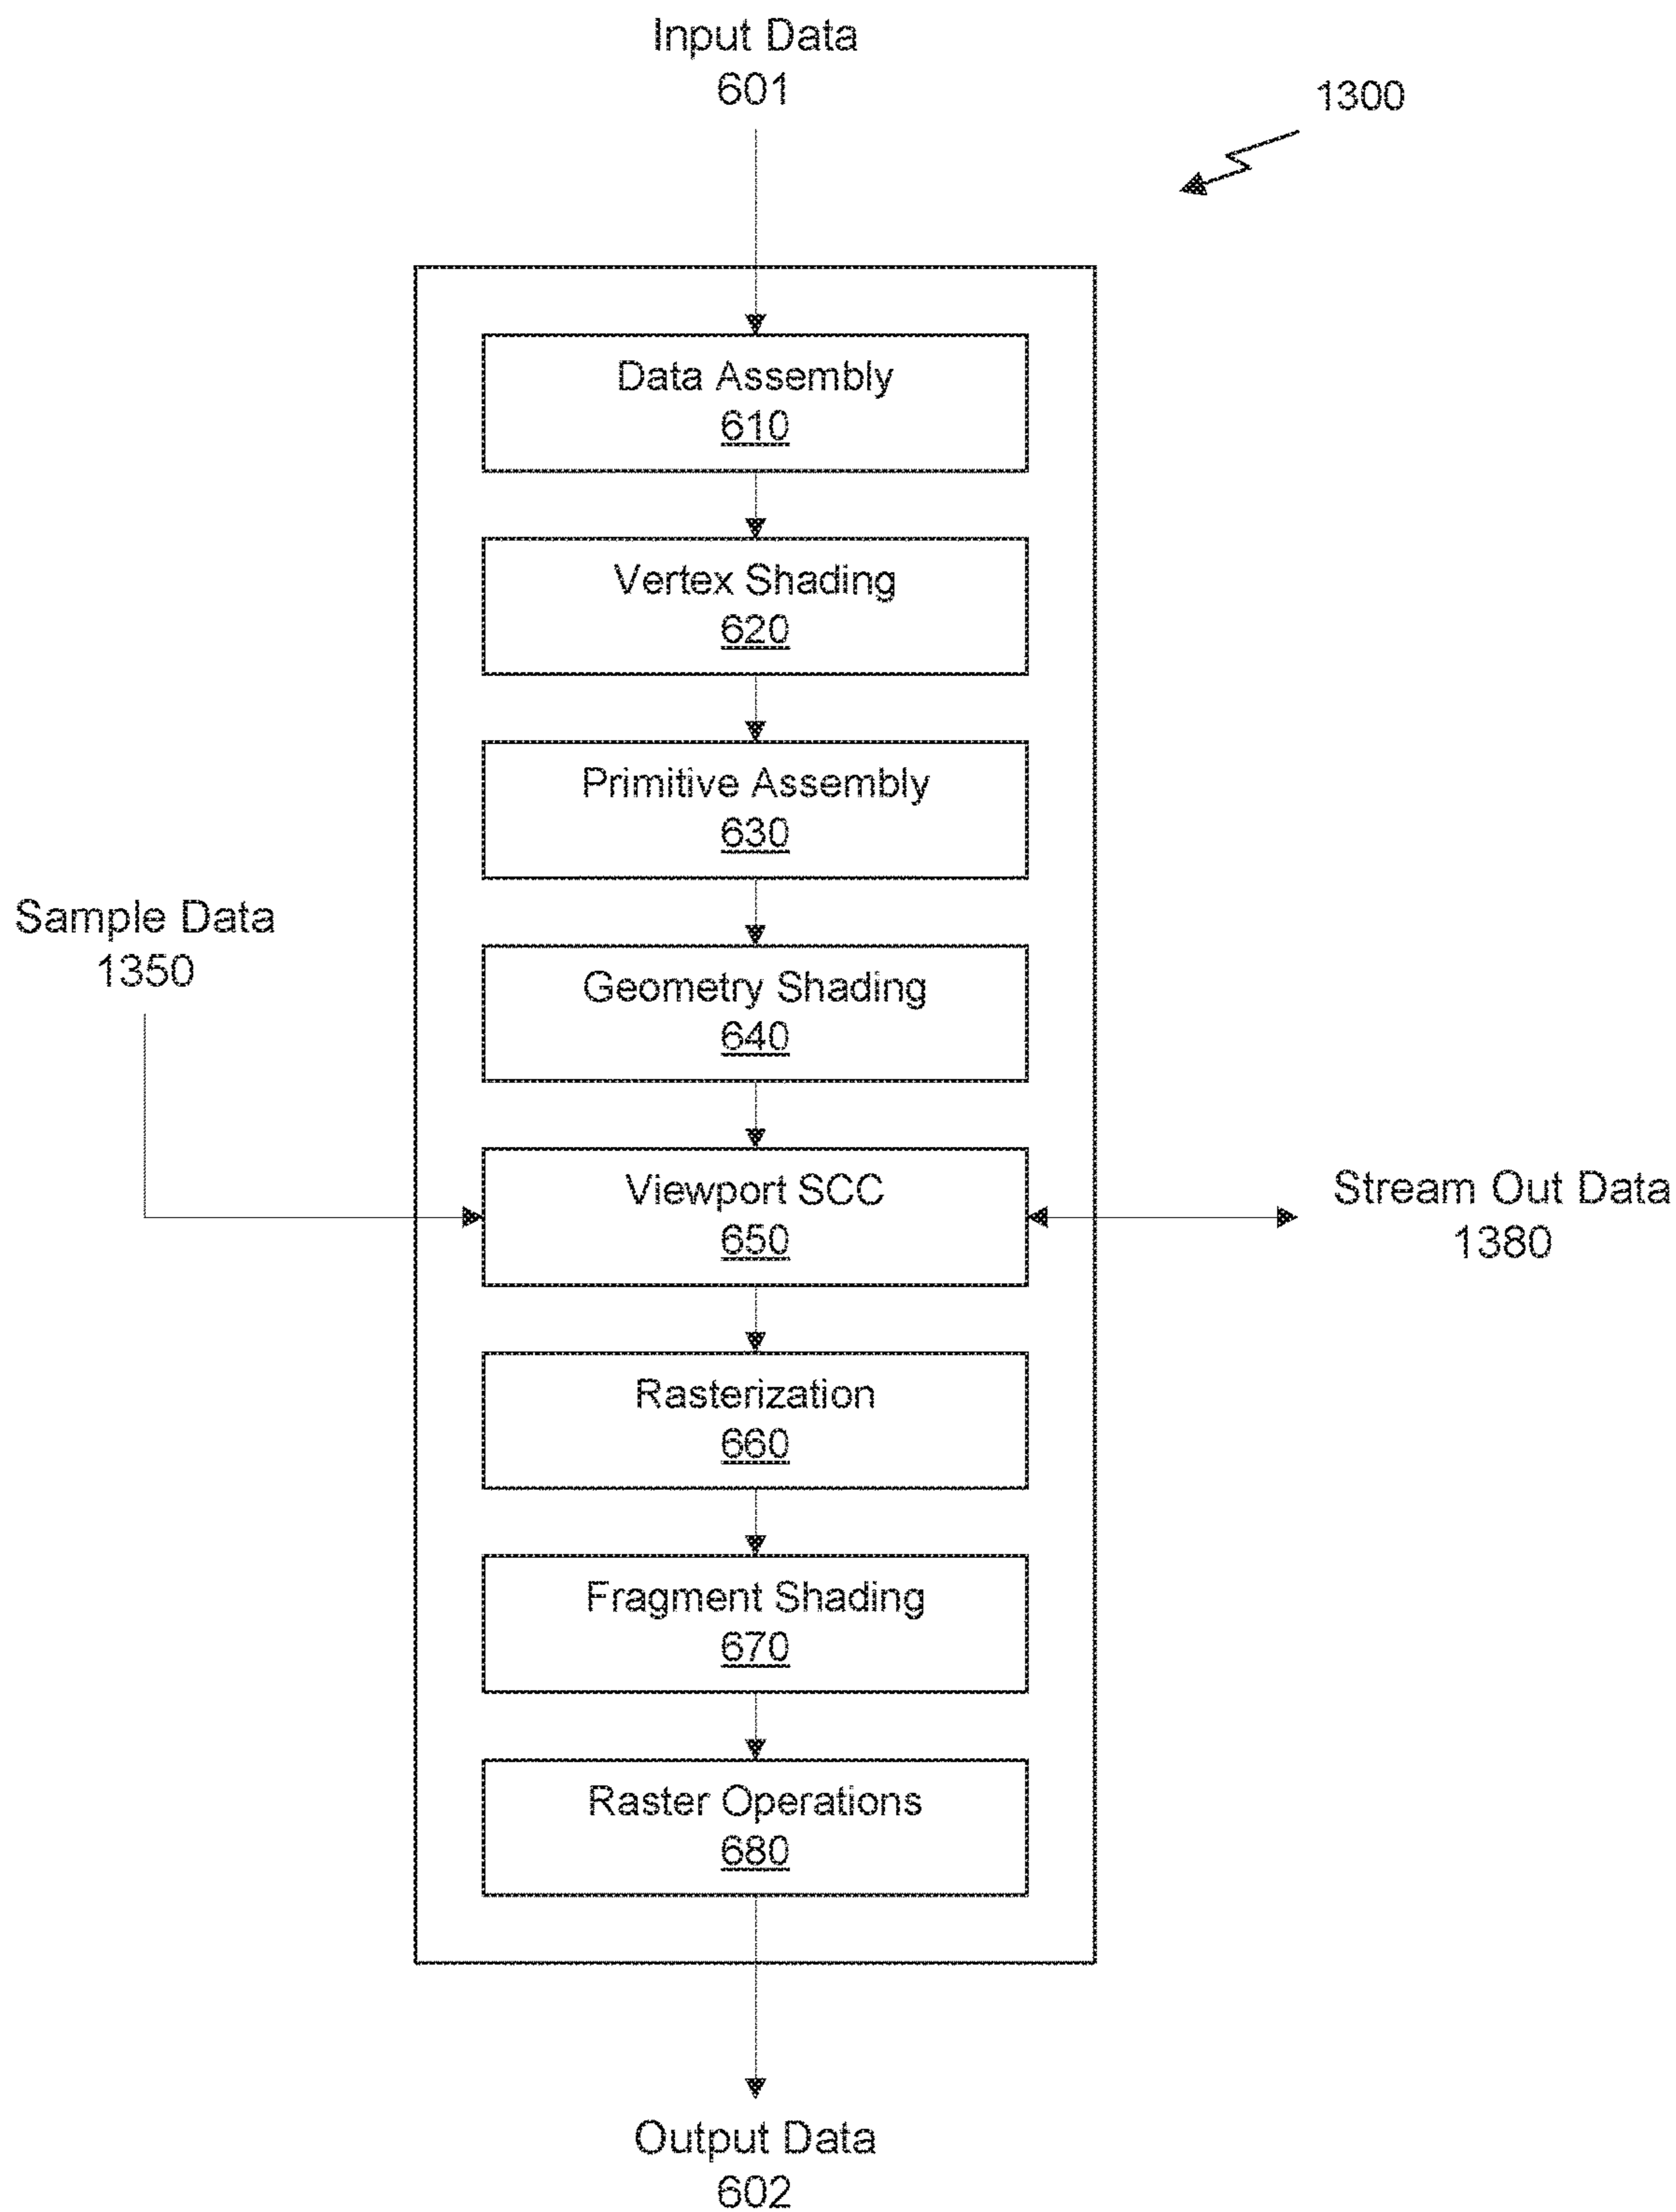 Input Data
601
1300
Data Assembly
610
Vertex Shading
620
Primitive Assembly
630
Sample Data
1350
Geometry Shading
640
Viewport SCC
650
Stream Out Data
1380
Rasterization
660
Fragment Shading
670
Raster Operations
680
Output Data
602